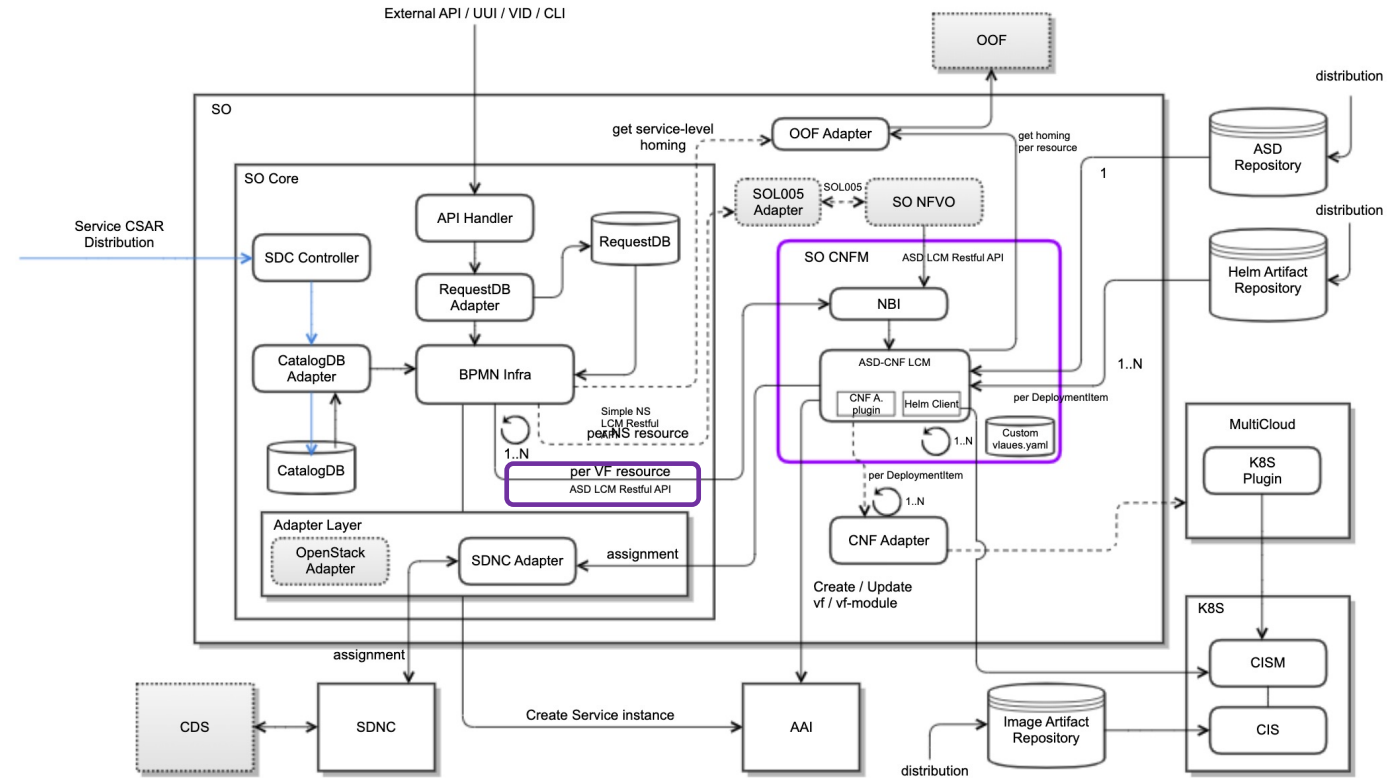 External API / UUI / VID / CLI
OOF
distribution
SO
get service-level
homing
OOF Adapter
get homing
per resource
ASD
Repository
1
SO Core
API Handler
SOL005
Adapter
SOL005
SO NFVO
distribution
Service CSAR
Distribution
SDC Controller
RequestDB
SO CNFM
ASD LCM Restful API
Helm Artifact
Repository
RequestDB
Adapter
NBI
CatalogDB
Adapter
BPMN Infra
ASD-CNF LCM
1..N
CNF A.
plugin
Helm Client
per DeploymentItem
Simple NS
LCM Restful
per NS resource
1..N
1..N
Custom
vlaues.yaml
MultiCloud
K8S
Plugin
CatalogDB
per VF resource
ASD LCM Restful API
per DeploymentItem
1..N
Adapter Layer
OpenStack
Adapter
SDNC Adapter
assignment
CNF Adapter
Create / Update
vf / vf-module
K8S
assignment
CISM
CDS
SDNC
Create Service instance
AAI
Image Artifact
Repository
CIS
distribution